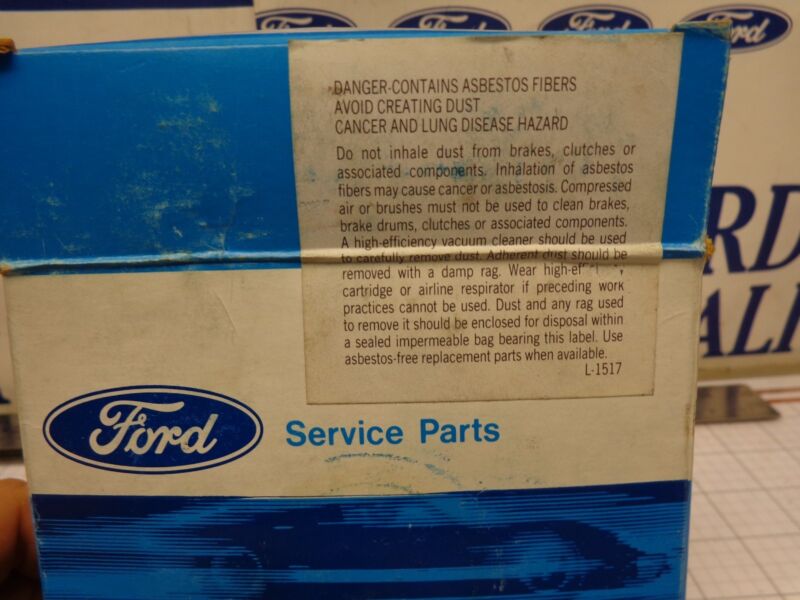 Ford
Ford
Ford
Ford
DANGER-CONTAINS ASBESTOS FIBERS
AVOID CREATING DUST
CANCER AND LUNG DISEASE HAZARD
Do not inhale dust from brakes, clutches or
associated components. Inhalation of asbestos
fibers may cause cancer or asbestosis. Compressed
air or brushes must not be used to clean brakes,
brake drums, clutches or associated components.
A high-efficiency vacuum cleaner should be used
to carefully remove dust. Adherent dust should be
removed with a damp rag. Wear high-ef
cartridge or airline respirator if preceding work
practices cannot be used. Dust and any rag used
to remove it should be enclosed for disposal within
a sealed impermeable bag bearing this label. Use
asbestos-free replacement parts when available.
L-1517
RD
ALI
Ford Service Parts